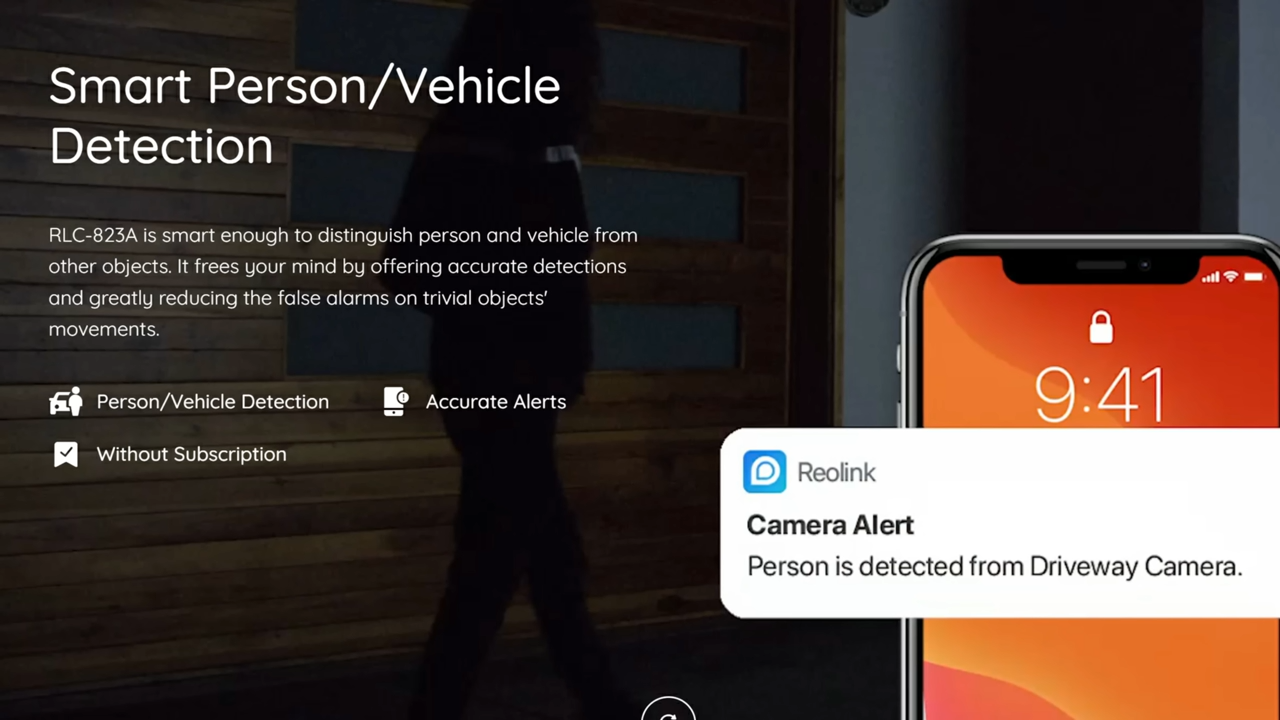 Smart Person/Vehicle
Detection
RLC-823A is smart enough to distinguish person and vehicle from
other objects. It frees your mind by offering accurate detections
and greatly reducing the false alarms on trivial objects'
movements.
Person/Vehicle Detection
Accurate Alerts
Without Subscription
9:41
Reolink
Camera Alert
Person is detected from Driveway Camera.